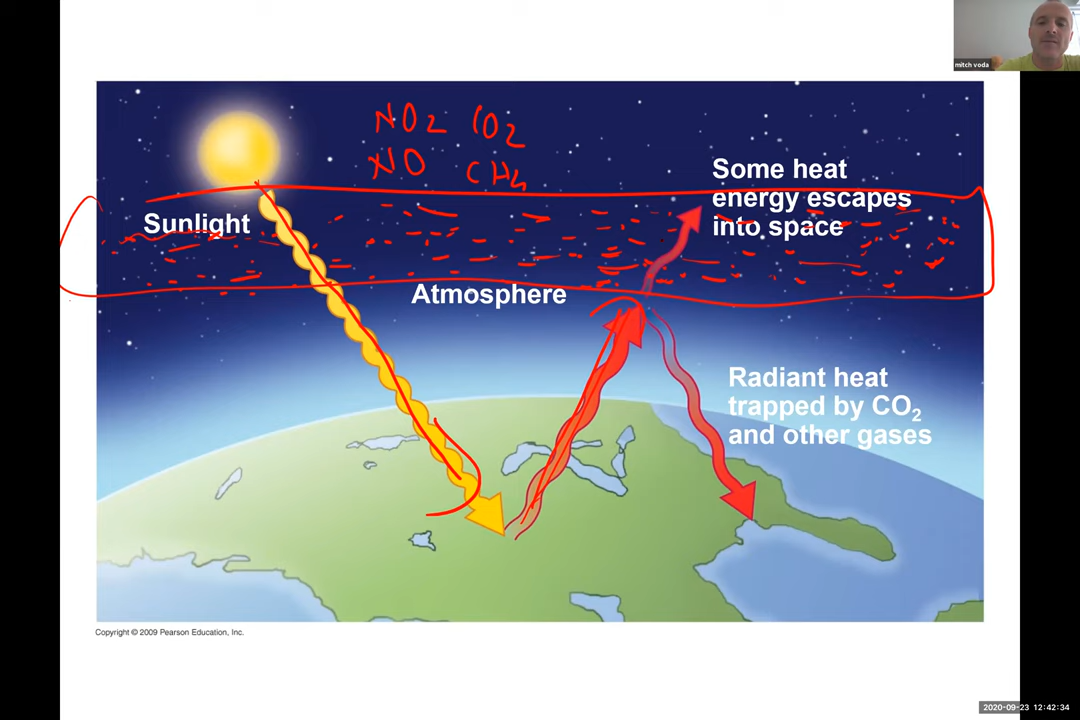 mitch voda
NO2 CO2
NO CH4
Some heat
energy escapes
into space
Sunlight
Atmosphere
Radiant heat
trapped by CO2
and other gases
Copyright © 2009 Pearson Education, Inc.
2020-09-23 12:42:34